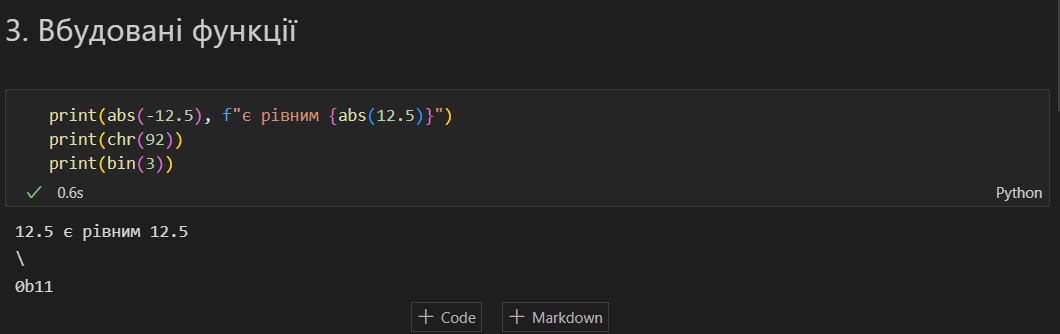 3. Вбудовані функції
print(abs(-12.5), f"є рівним {abs(12.5)}")
print(chr(92))
print(bin(3))
0.6s Python
12.5 є рівним 12.5
\
0b11
+ Code + Markdown